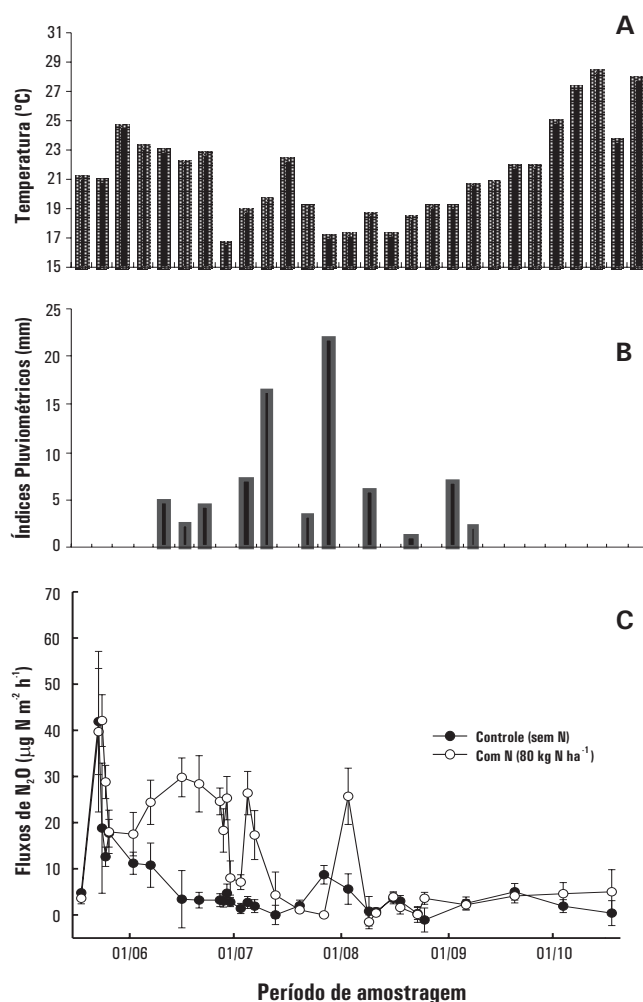 A
Temperatura (ºC)
31
29
27
25
23
21
19
17
15
B
Índices Pluviométricos (mm)
25
20
15
10
5
0
C
Fluxos de N₂O (µg N m⁻² h⁻¹)
70
60
50
40
30
20
10
0
Controle (sem N)
Com N (80 kg N ha⁻¹)
01/06 01/07 01/08 01/09 01/10
Período de amostragem